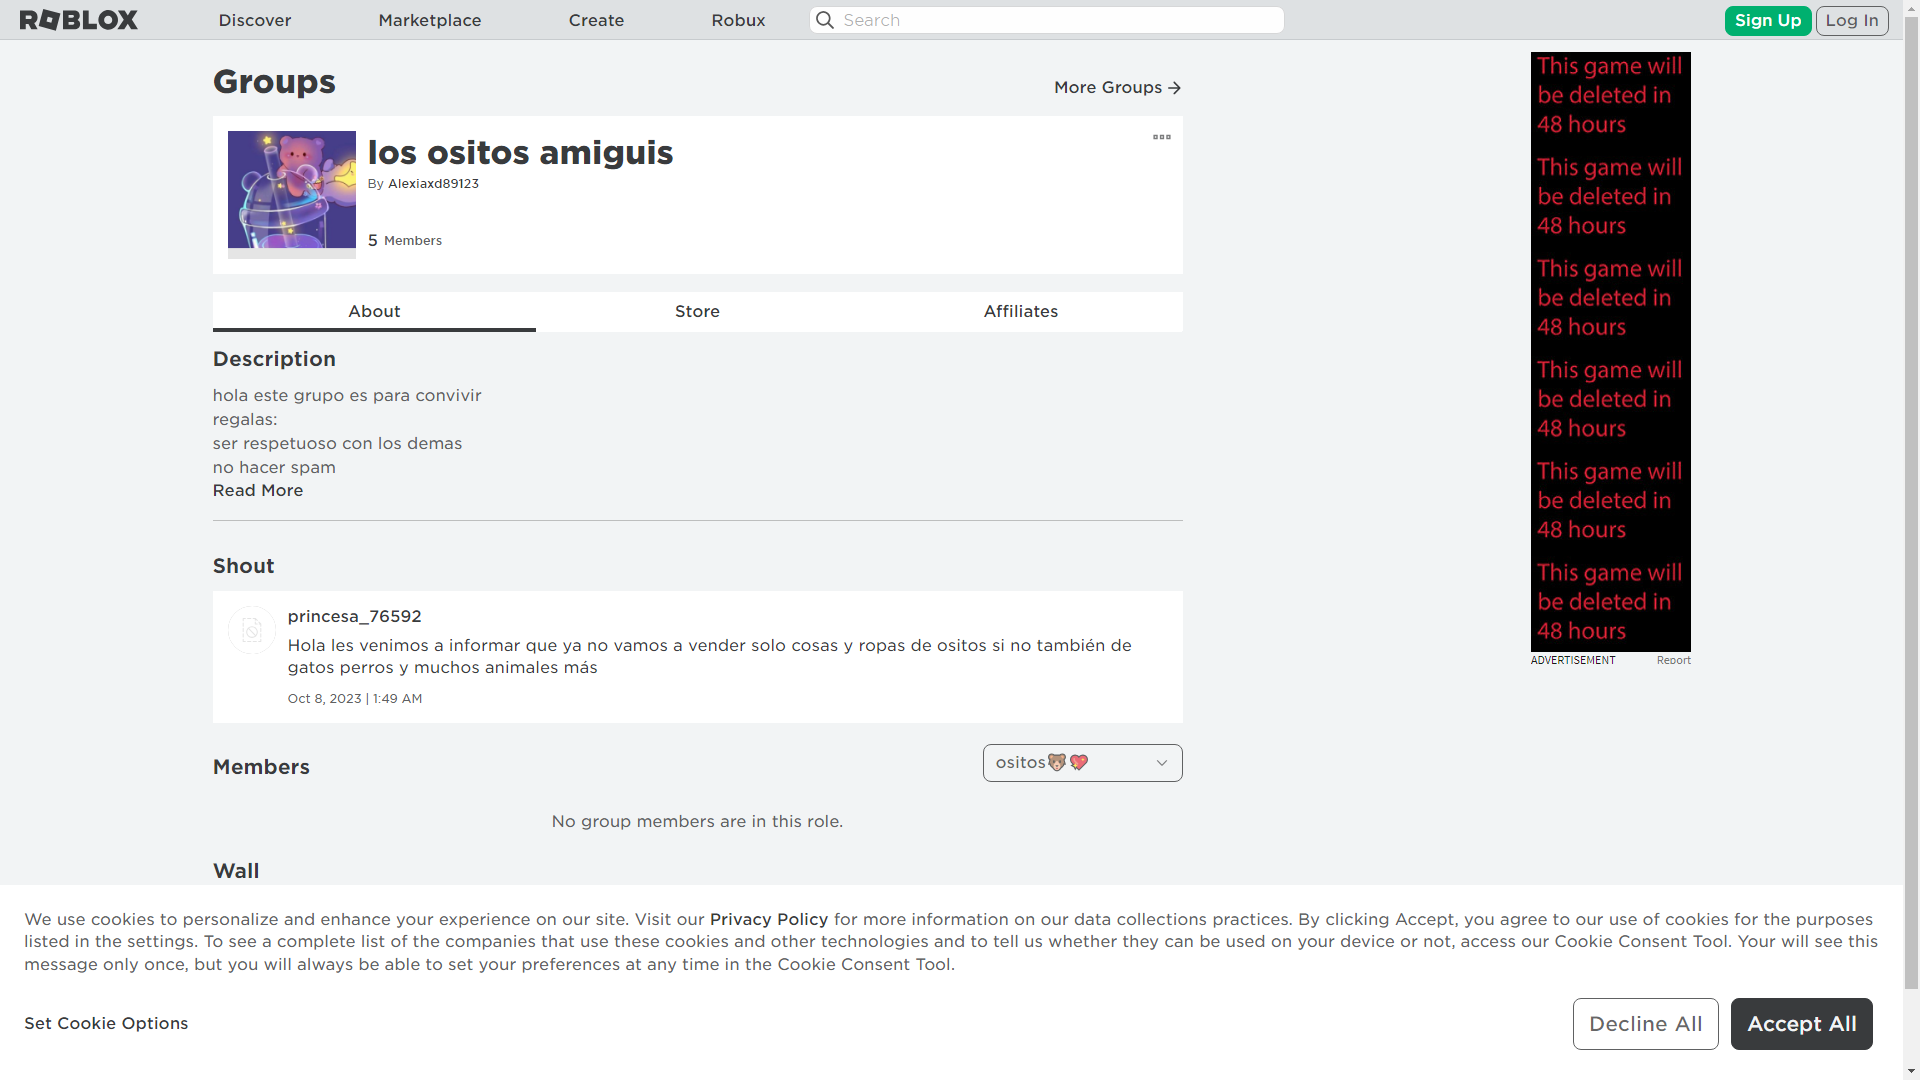 ROBLOX
Discover
Marketplace
Create
Robux
Search
Sign Up
Log In
Groups
More Groups
los ositos amiguis
By Alexiaxd89123
5 Members
About
Store
Affiliates
Description
hola este grupo es para convivir
regalas:
ser respetuoso con los demas
no hacer spam
Read More
Shout
princesa_76592
Hola les venimos a informar que ya no vamos a vender solo cosas y ropas de ositos si no también de
gatos perros y muchos animales más
Oct 8, 2023 | 1:49 AM
Members
ositos🐻💖
No group members are in this role.
Wall
This game will
be deleted in
48 hours
This game will
be deleted in
48 hours
This game will
be deleted in
48 hours
This game will
be deleted in
48 hours
This game will
be deleted in
48 hours
This game will
be deleted in
48 hours
ADVERTISEMENT
Report
We use cookies to personalize and enhance your experience on our site. Visit our Privacy Policy for more information on our data collections practices. By clicking Accept, you agree to our use of cookies for the purposes
listed in the settings. To see a complete list of the companies that use these cookies and other technologies and to tell us whether they can be used on your device or not, access our Cookie Consent Tool. Your will see this
message only once, but you will always be able to set your preferences at any time in the Cookie Consent Tool.
Set Cookie Options
Decline All
Accept All